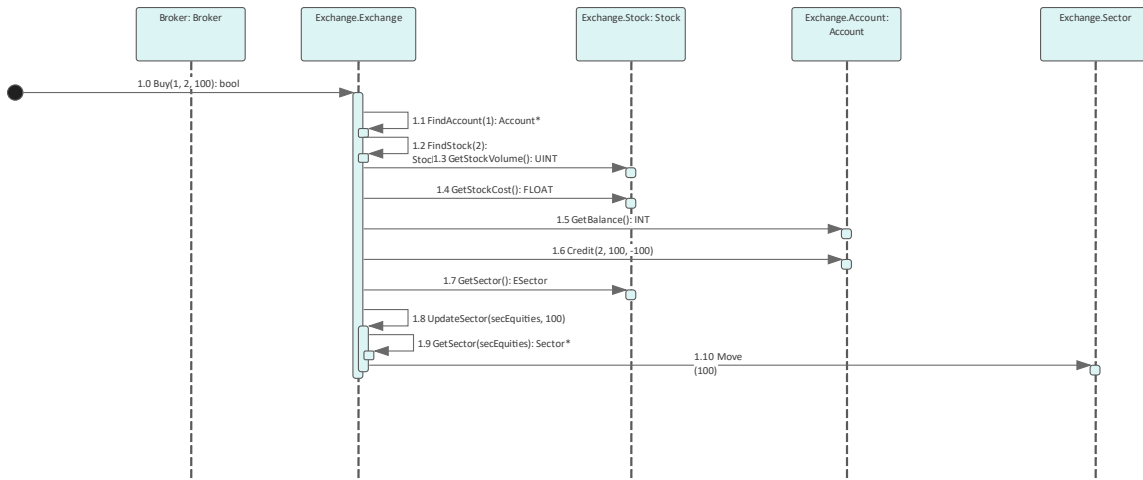 Broker: Broker
Exchange.Exchange
Exchange.Stock: Stock
Exchange.Account:
Account
Exchange.Sector
1.0 Buy(1, 2, 100): bool
1.1 FindAccount(1): Account*
1.2 FindStock(2):
1.3 GetStockVolume(): UINT
1.4 GetStockCost(): FLOAT
1.5 GetBalance(): INT
1.6 Credit(2, 100, -100)
1.7 GetSector(): ESector
1.8 UpdateSector(secEquities, 100)
1.9 GetSector(secEquities): Sector*
1.10 Move
(100)